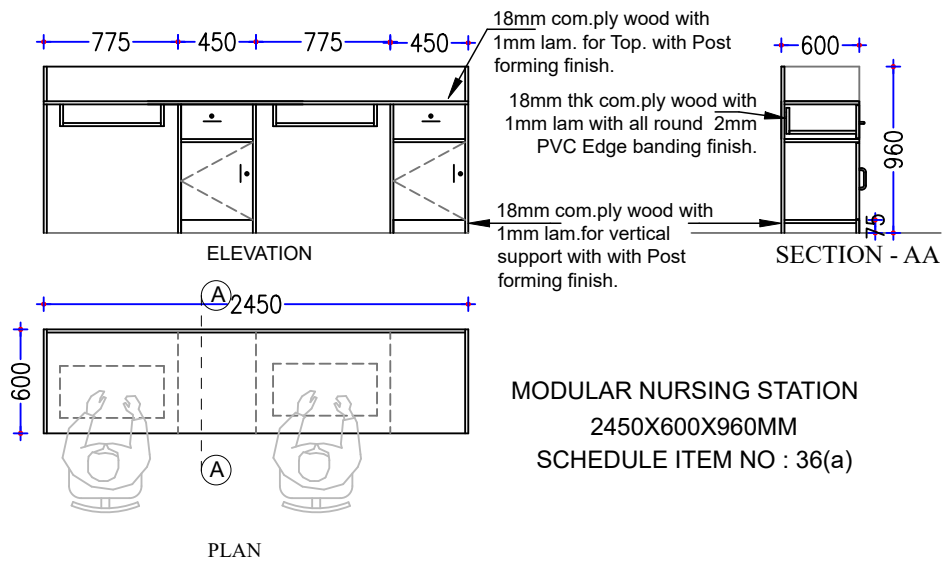 775 450 775 450
18mm com.ply wood with
1mm lam. for Top. with Post
forming finish.
600
18mm thk com.ply wood with
1mm lam with all round 2mm
PVC Edge banding finish.
960
18mm com.ply wood with
1mm lam.for vertical
support with with Post
forming finish.
75
ELEVATION
SECTION - AA
A
2450
600
A
MODULAR NURSING STATION
2450X600X960MM
SCHEDULE ITEM NO : 36(a)
PLAN